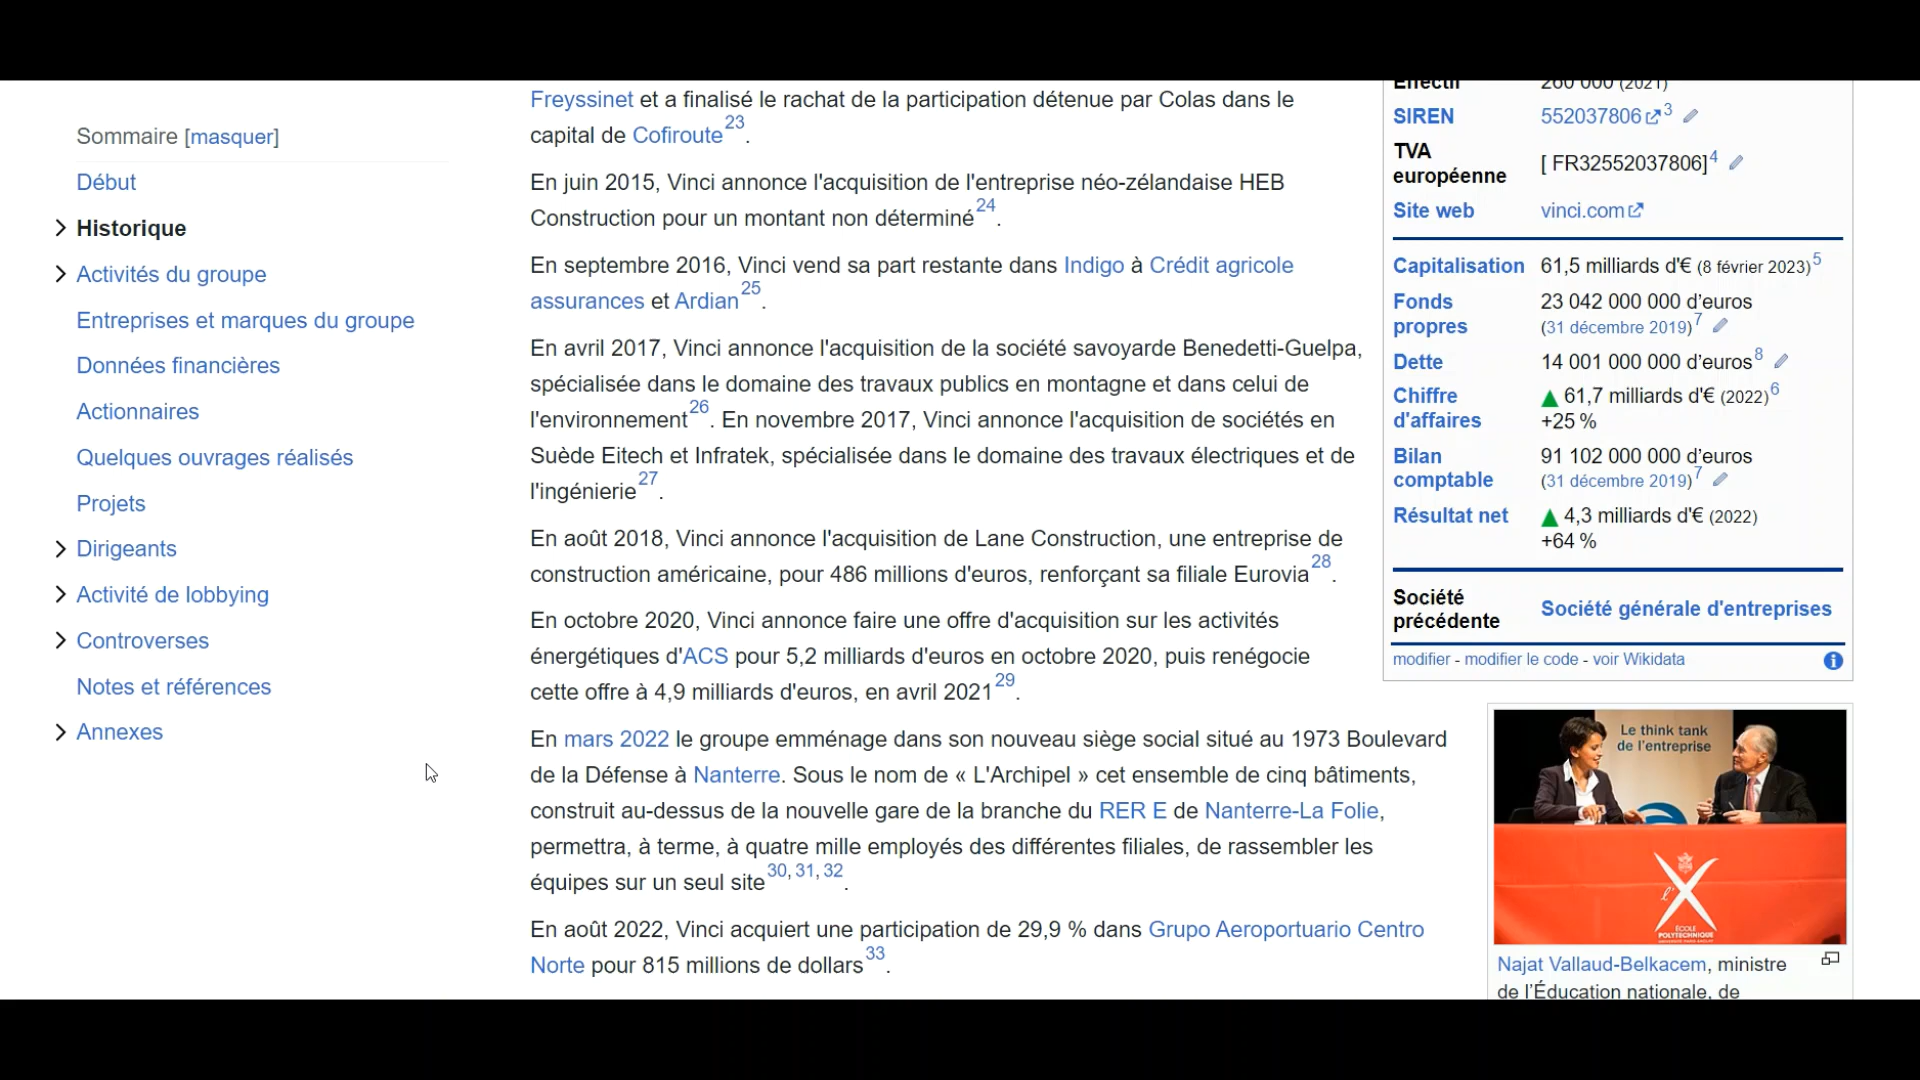 Sommaire [masquer]
Début
Historique
Activités du groupe
Entreprises et marques du groupe
Données financières
Actionnaires
Quelques ouvrages réalisés
Projets
Dirigeants
Activité de lobbying
Controverses
Notes et références
Annexes
Freyssinet et a finalisé le rachat de la participation détenue par Colas dans le
capital de Cofiroute23.
En juin 2015, Vinci annonce l'acquisition de l'entreprise néo-zélandaise HEB
Construction pour un montant non déterminé24.
En septembre 2016, Vinci vend sa part restante dans Indigo à Crédit agricole
assurances et Ardian25.
En avril 2017, Vinci annonce l'acquisition de la société savoyarde Benedetti-Guelpa,
spécialisée dans le domaine des travaux publics en montagne et dans celui de
l'environnement26. En novembre 2017, Vinci annonce l'acquisition de sociétés en
Suède Eitech et Infratek, spécialisée dans le domaine des travaux électriques et de
l'ingénierie27.
En août 2018, Vinci annonce l'acquisition de Lane Construction, une entreprise de
construction américaine, pour 486 millions d'euros, renforçant sa filiale Eurovia28.
En octobre 2020, Vinci annonce faire une offre d'acquisition sur les activités
énergétiques d'ACS pour 5,2 milliards d'euros en octobre 2020, puis renégocie
cette offre à 4,9 milliards d'euros, en avril 202129.
En mars 2022 le groupe emménage dans son nouveau siège social situé au 1973 Boulevard
de la Défense à Nanterre. Sous le nom de « L'Archipel » cet ensemble de cinq bâtiments,
construit au-dessus de la nouvelle gare de la branche du RER E de Nanterre-La Folie,
permettra, à terme, à quatre mille employés des différentes filiales, de rassembler les
équipes sur un seul site30, 31, 32.
En août 2022, Vinci acquiert une participation de 29,9 % dans Grupo Aeroportuario Centro
Norte pour 815 millions de dollars33.
Effectif 260 000 (2021)
SIREN 552037806 3
TVA
européenne [ FR32552037806]4
Site web vinci.com
Capitalisation 61,5 milliards d'€ (8 février 2023)5
Fonds
propres
23 042 000 000 d’euros
(31 décembre 2019)7
Dette 14 001 000 000 d’euros8
Chiffre
d'affaires
61,7 milliards d'€ (2022)6
+25 %
Bilan
comptable
91 102 000 000 d’euros
(31 décembre 2019)7
Résultat net 4,3 milliards d'€ (2022)
+64 %
Société
précédente
Société générale d'entreprises
modifier - modifier le code - voir Wikidata
Le think tank
de l'entreprise
l'X
ÉCOLE
POLYTECHNIQUE
Najat Vallaud-Belkacem, ministre
de l’Éducation nationale, de